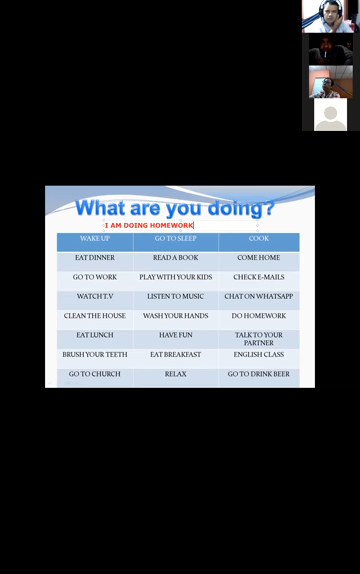 What are you doing?
I AM DOING HOMEWORK
WAKE UP GO TO SLEEP COOK
EAT DINNER READ A BOOK COME HOME
GO TO WORK PLAY WITH YOUR KIDS CHECK E-MAILS
WATCH T.V LISTEN TO MUSIC CHAT ON WHATSAPP
CLEAN THE HOUSE WASH YOUR HANDS DO HOMEWORK
EAT LUNCH HAVE FUN TALK TO YOUR PARTNER
BRUSH YOUR TEETH EAT BREAKFAST ENGLISH CLASS
GO TO CHURCH RELAX GO TO DRINK BEER